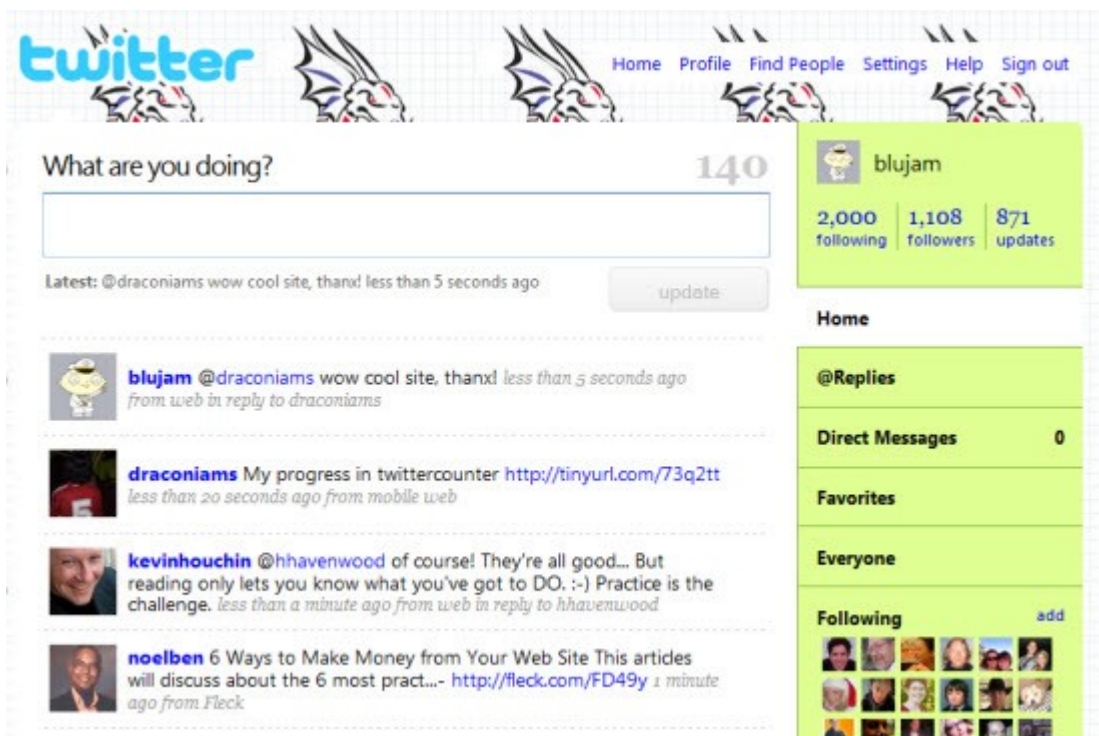 twitter
Home Profile Find People Settings Help Sign out
What are you doing? 140
Latest: @draconiams wow cool site, thanx! less than 5 seconds ago
update
blujam @draconiams wow cool site, thanx! less than 5 seconds ago
from web in reply to draconiams
draconiams My progress in twittercounter http://tinyurl.com/73q2tt
less than 20 seconds ago from mobile web
kevinhouchin @hhavenwood of course! They're all good... But
reading only lets you know what you've got to DO. :-) Practice is the
challenge. less than a minute ago from web in reply to hhavenwood
noelben 6 Ways to Make Money from Your Web Site This articles
will discuss about the 6 most pract...- http://fleck.com/FD49y 1 minute
ago from Fleck
blujam
2,000 1,108 871
following followers updates
Home
@Replies
Direct Messages 0
Favorites
Everyone
Following add